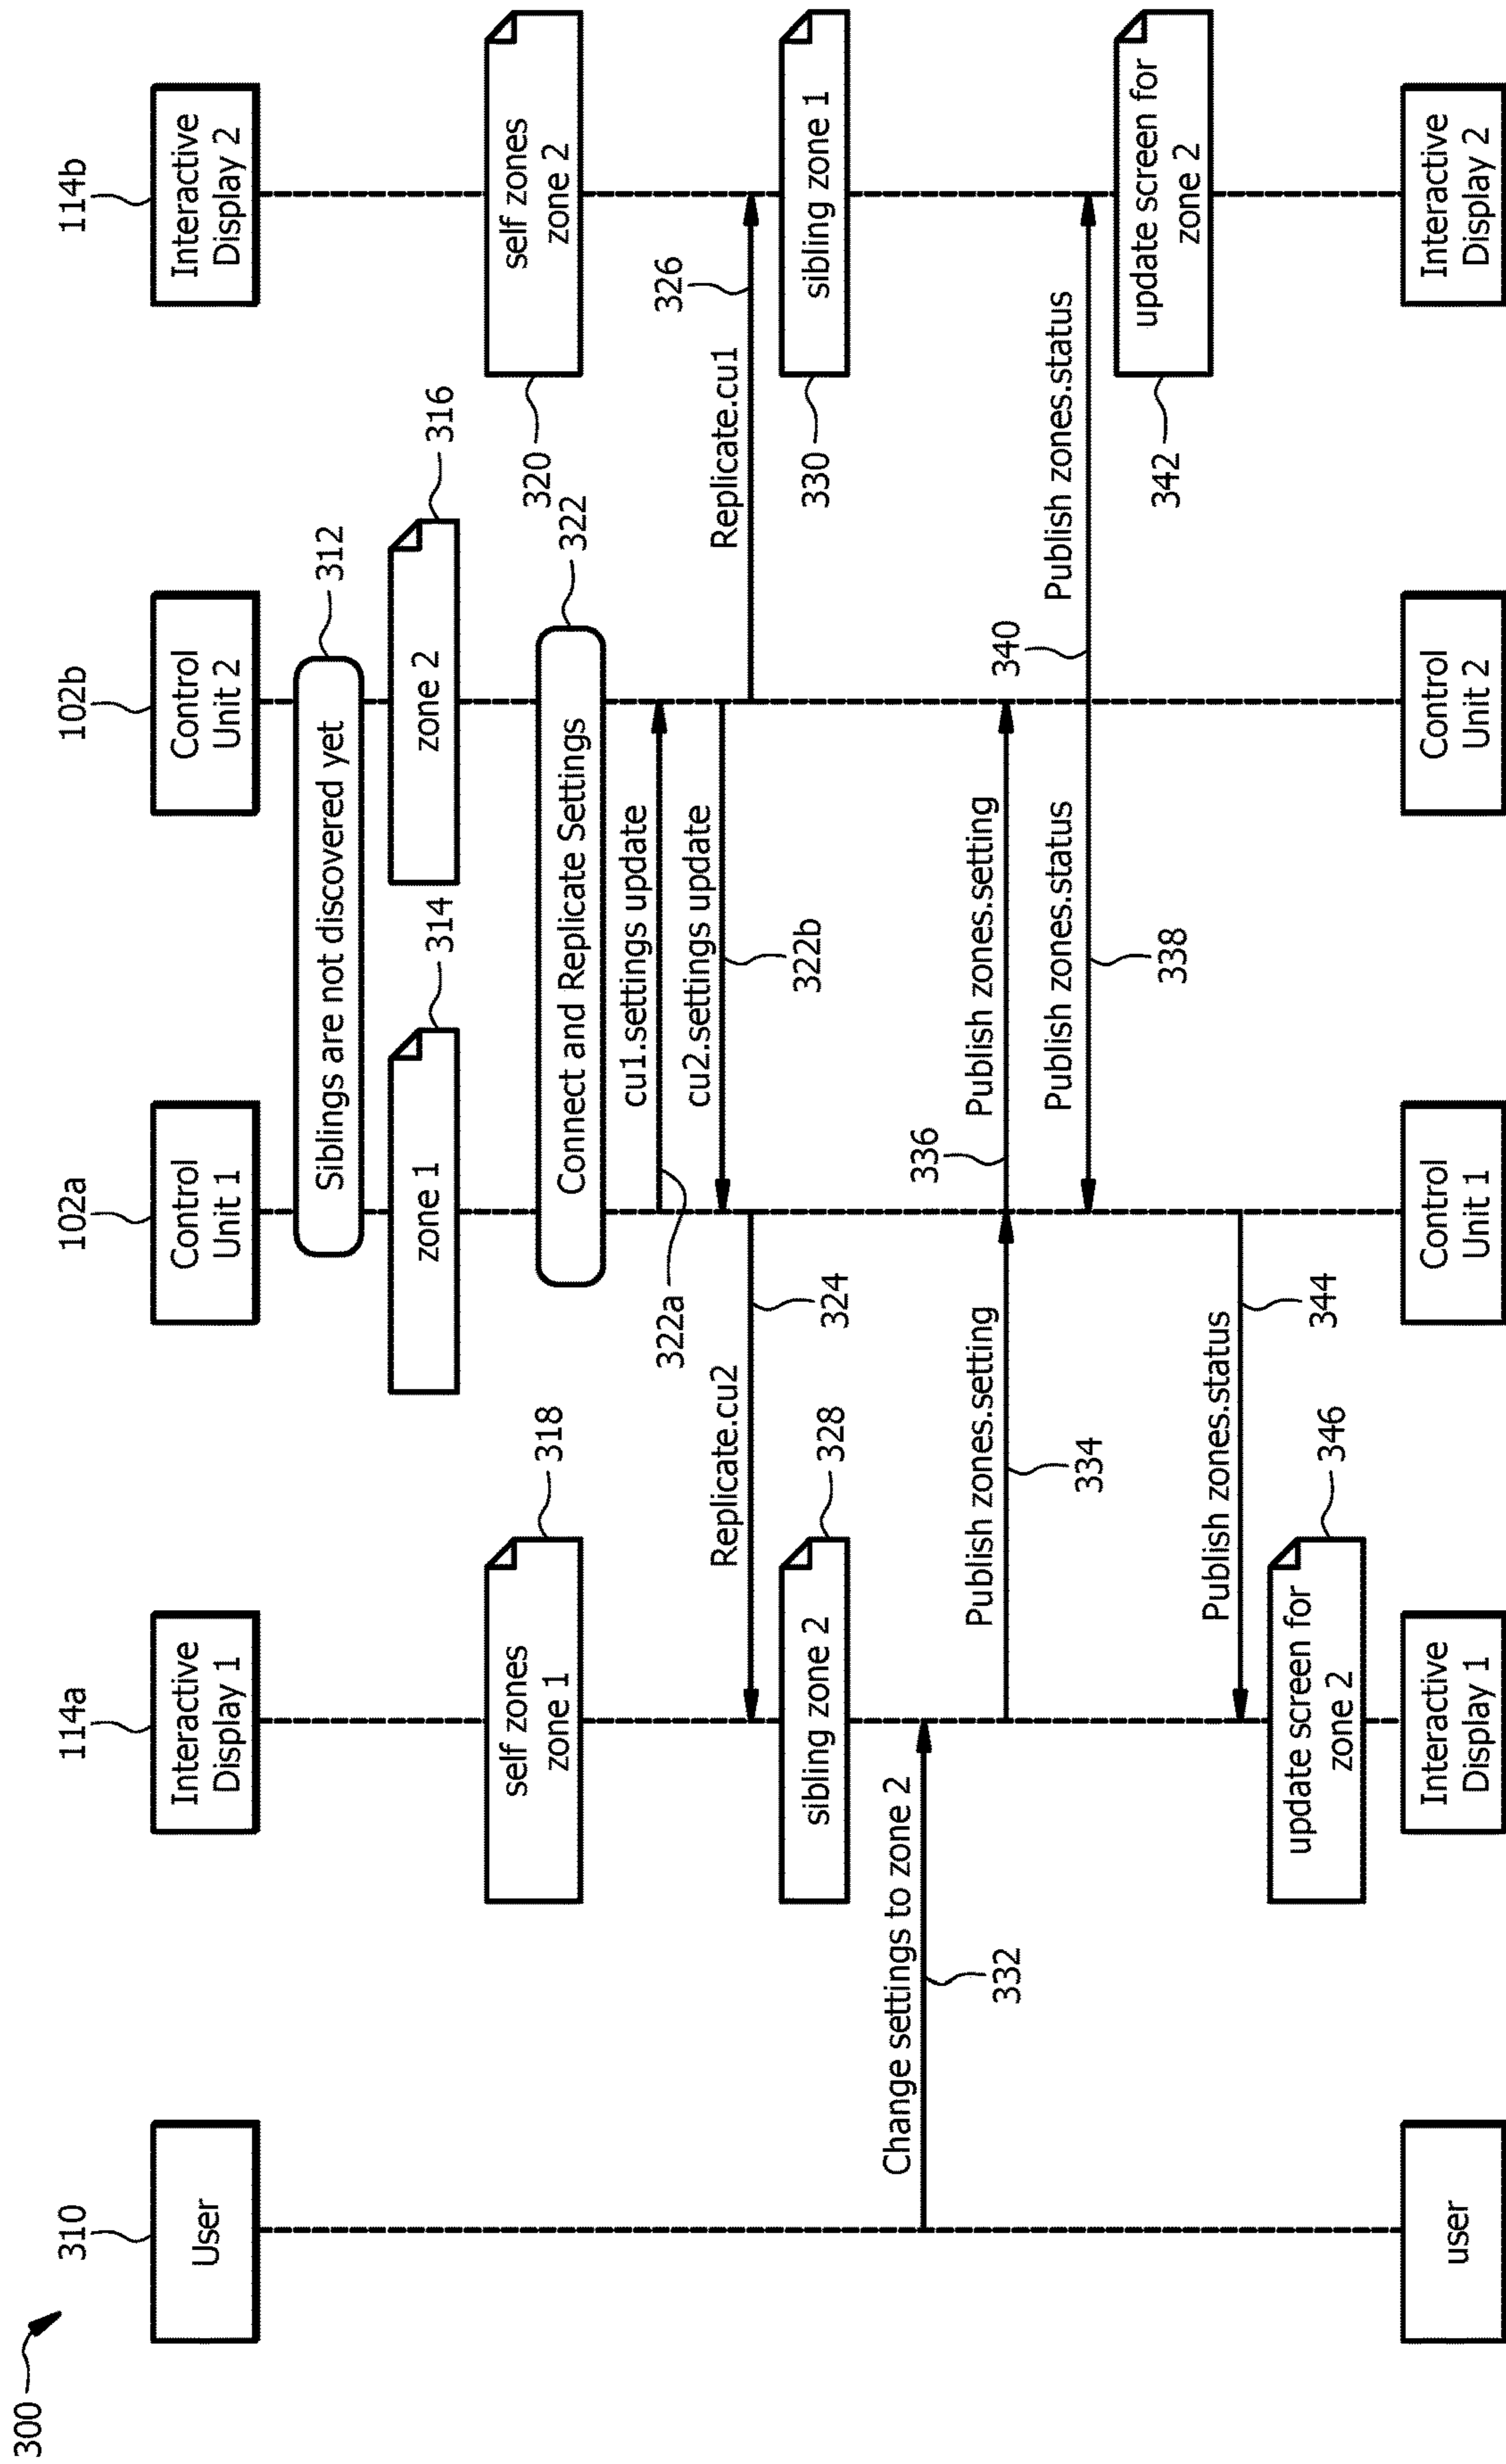 300
310
114a
102a
102b
114b
User
Interactive
Display 1
Control
Unit 1
Control
Unit 2
Interactive
Display 2
Siblings are not discovered yet
312
zone 1
314
zone 2
316
self zones
zone 1
318
self zones
zone 2
320
Connect and Replicate Settings
322
cu1.settings update
322a
cu2.settings update
322b
Replicate.cu2
324
Replicate.cu1
326
sibling zone 2
328
sibling zone 1
330
Change settings to zone 2
332
Publish zones.setting
334
336
Publish zones.setting
Publish zones.status
338
340
Publish zones.status
update screen for
zone 2
342
Publish zones.status
344
update screen for
zone 2
346
user
Interactive
Display 1
Control
Unit 1
Control
Unit 2
Interactive
Display 2